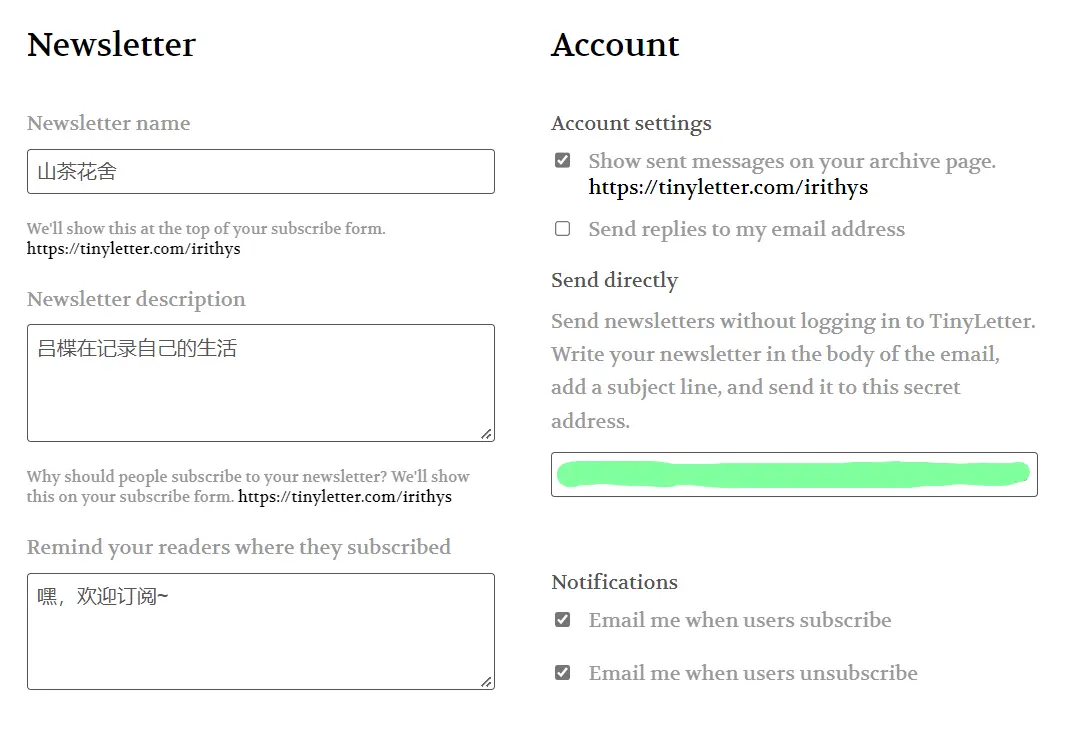 Newsletter
Newsletter name
山茶花舍
We'll show this at the top of your subscribe form.
https://tinyletter.com/irithys
Newsletter description
吕楪在记录自己的生活
Why should people subscribe to your newsletter? We'll show
this on your subscribe form. https://tinyletter.com/irithys
Remind your readers where they subscribed
嘿，欢迎订阅~
Account
Account settings
Show sent messages on your archive page.
https://tinyletter.com/irithys
Send replies to my email address
Send directly
Send newsletters without logging in to TinyLetter.
Write your newsletter in the body of the email,
add a subject line, and send it to this secret
address.
Notifications
Email me when users subscribe
Email me when users unsubscribe